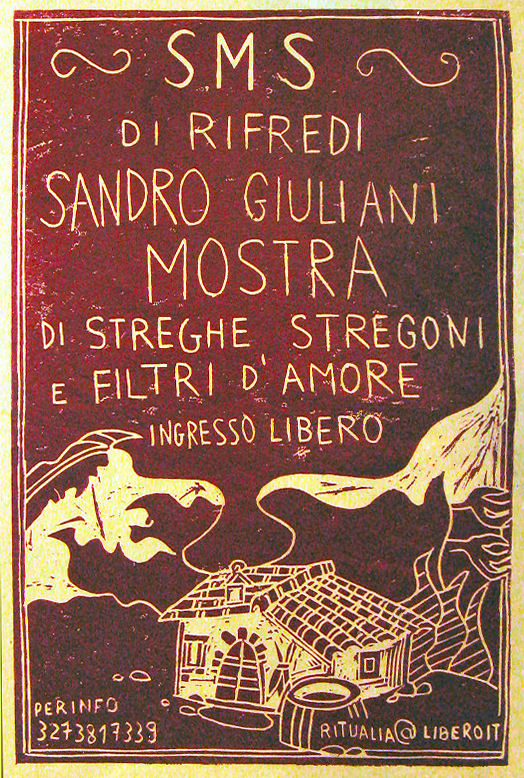 SMS
DI RIFREDI
SANDRO GIULIANI
MOSTRA
DI STREGHE STREGONI
E FILTRI D'AMORE
INGRESSO LIBERO
PER INFO
3273817339
RITUALIA@LIBEROIT